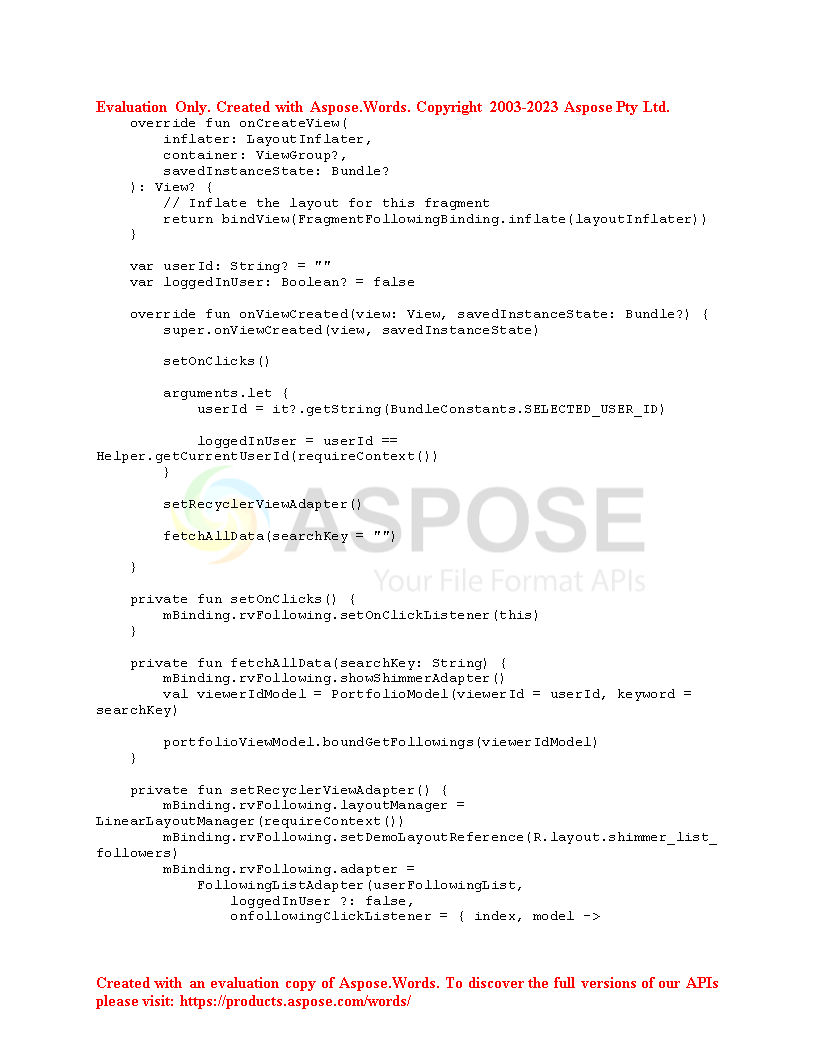 Evaluation Only. Created with Aspose.Words. Copyright 2003-2023 Aspose Pty Ltd.
    override fun onCreateView(
        inflater: LayoutInflater,
        container: ViewGroup?,
        savedInstanceState: Bundle?
    ): View? {
        // Inflate the layout for this fragment
        return bindView(FragmentFollowingBinding.inflate(layoutInflater))
    }

    var userId: String? = ""
    var loggedInUser: Boolean? = false

    override fun onViewCreated(view: View, savedInstanceState: Bundle?) {
        super.onViewCreated(view, savedInstanceState)

        setOnClicks()

        arguments.let {
            userId = it?.getString(BundleConstants.SELECTED_USER_ID)

            loggedInUser = userId ==
Helper.getCurrentUserId(requireContext())
        }

        setRecyclerViewAdapter()
ASPOSE
        fetchAllData(searchKey = "")

    }
Your File Format APIs

    private fun setOnClicks() {
        mBinding.rvFollowing.setOnClickListener(this)
    }

    private fun fetchAllData(searchKey: String) {
        mBinding.rvFollowing.showShimmerAdapter()
        val viewerIdModel = PortfolioModel(viewerId = userId, keyword =
searchKey)

        portfolioViewModel.boundGetFollowings(viewerIdModel)
    }

    private fun setRecyclerViewAdapter() {
        mBinding.rvFollowing.layoutManager =
LinearLayoutManager(requireContext())
        mBinding.rvFollowing.setDemoLayoutReference(R.layout.shimmer_list_
followers)
        mBinding.rvFollowing.adapter =
            FollowingListAdapter(userFollowingList,
                loggedInUser ?: false,
                onfollowingClickListener = { index, model ->
Created with an evaluation copy of Aspose.Words. To discover the full versions of our APIs
please visit: https://products.aspose.com/words/